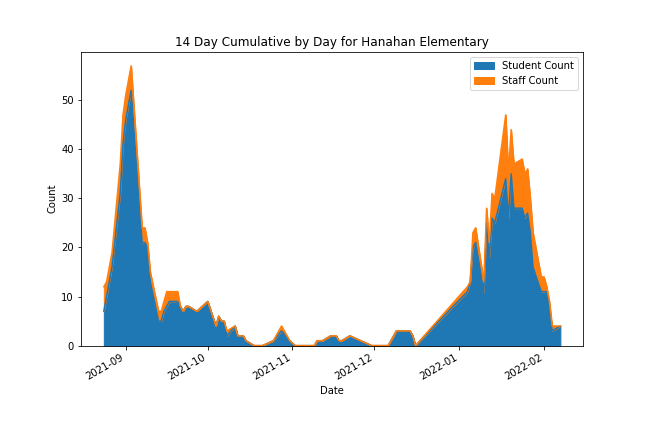 14 Day Cumulative by Day for Hanahan Elementary
Student Count
Staff Count
50
40
30
20
10
0
Count
2021-09
2021-10
2021-11
2021-12
2022-01
2022-02
Date